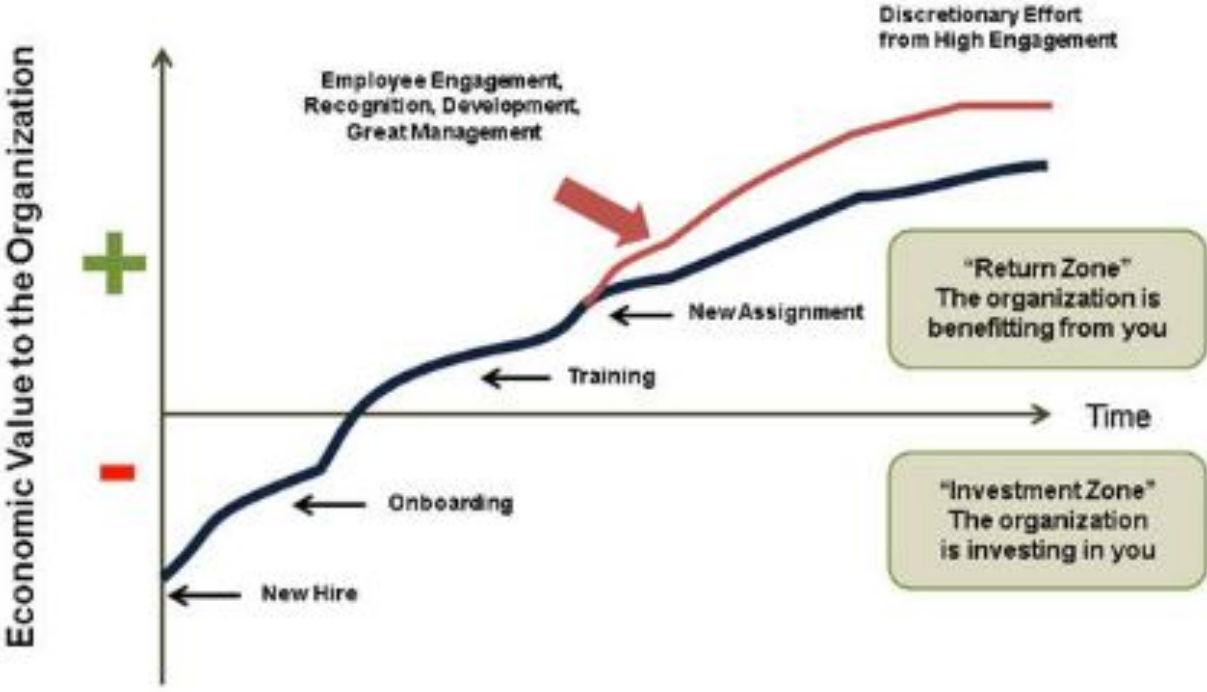 Discretionary Effort
from High Engagement
Employee Engagement,
Recognition, Development,
Great Management
Economic Value to the Organization
+
-
"Return Zone"
The organization is
benefitting from you
New Assignment
Training
Time
"Investment Zone"
The organization
is investing in you
Onboarding
New Hire